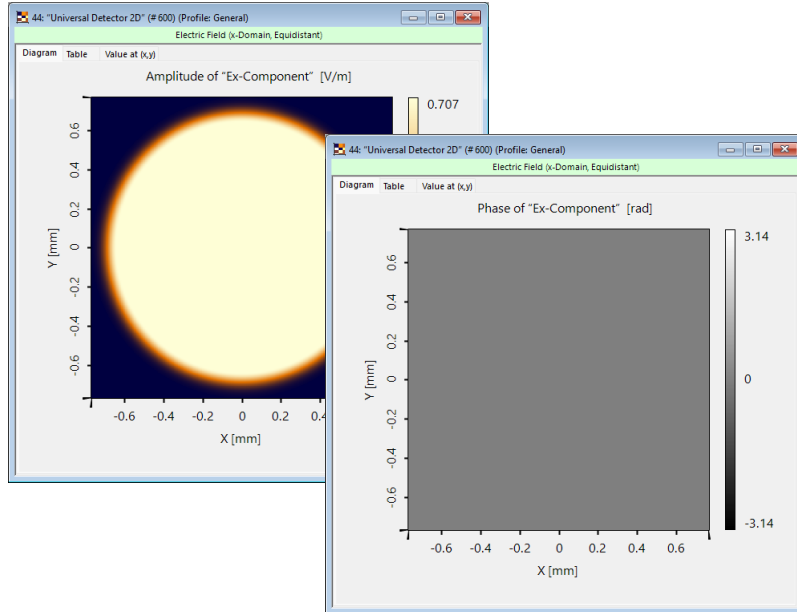 44: "Universal Detector 2D" (#600) (Profile: General)
Electric Field (x-Domain, Equidistant)
Diagram Table Value at (x,y)
Amplitude of "Ex-Component" [V/m]
0.707
0.6
0.4
0.2
0
-0.2
-0.4
-0.6
Y [mm]
-0.6 -0.4 -0.2 0 0.2 0.4
X [mm]
44: "Universal Detector 2D" (#600) (Profile: General)
Electric Field (x-Domain, Equidistant)
Diagram Table Value at (x,y)
Phase of "Ex-Component" [rad]
3.14
0
-3.14
0.6
0.4
0.2
0
-0.2
-0.4
-0.6
Y [mm]
-0.6 -0.4 -0.2 0 0.2 0.4 0.6
X [mm]